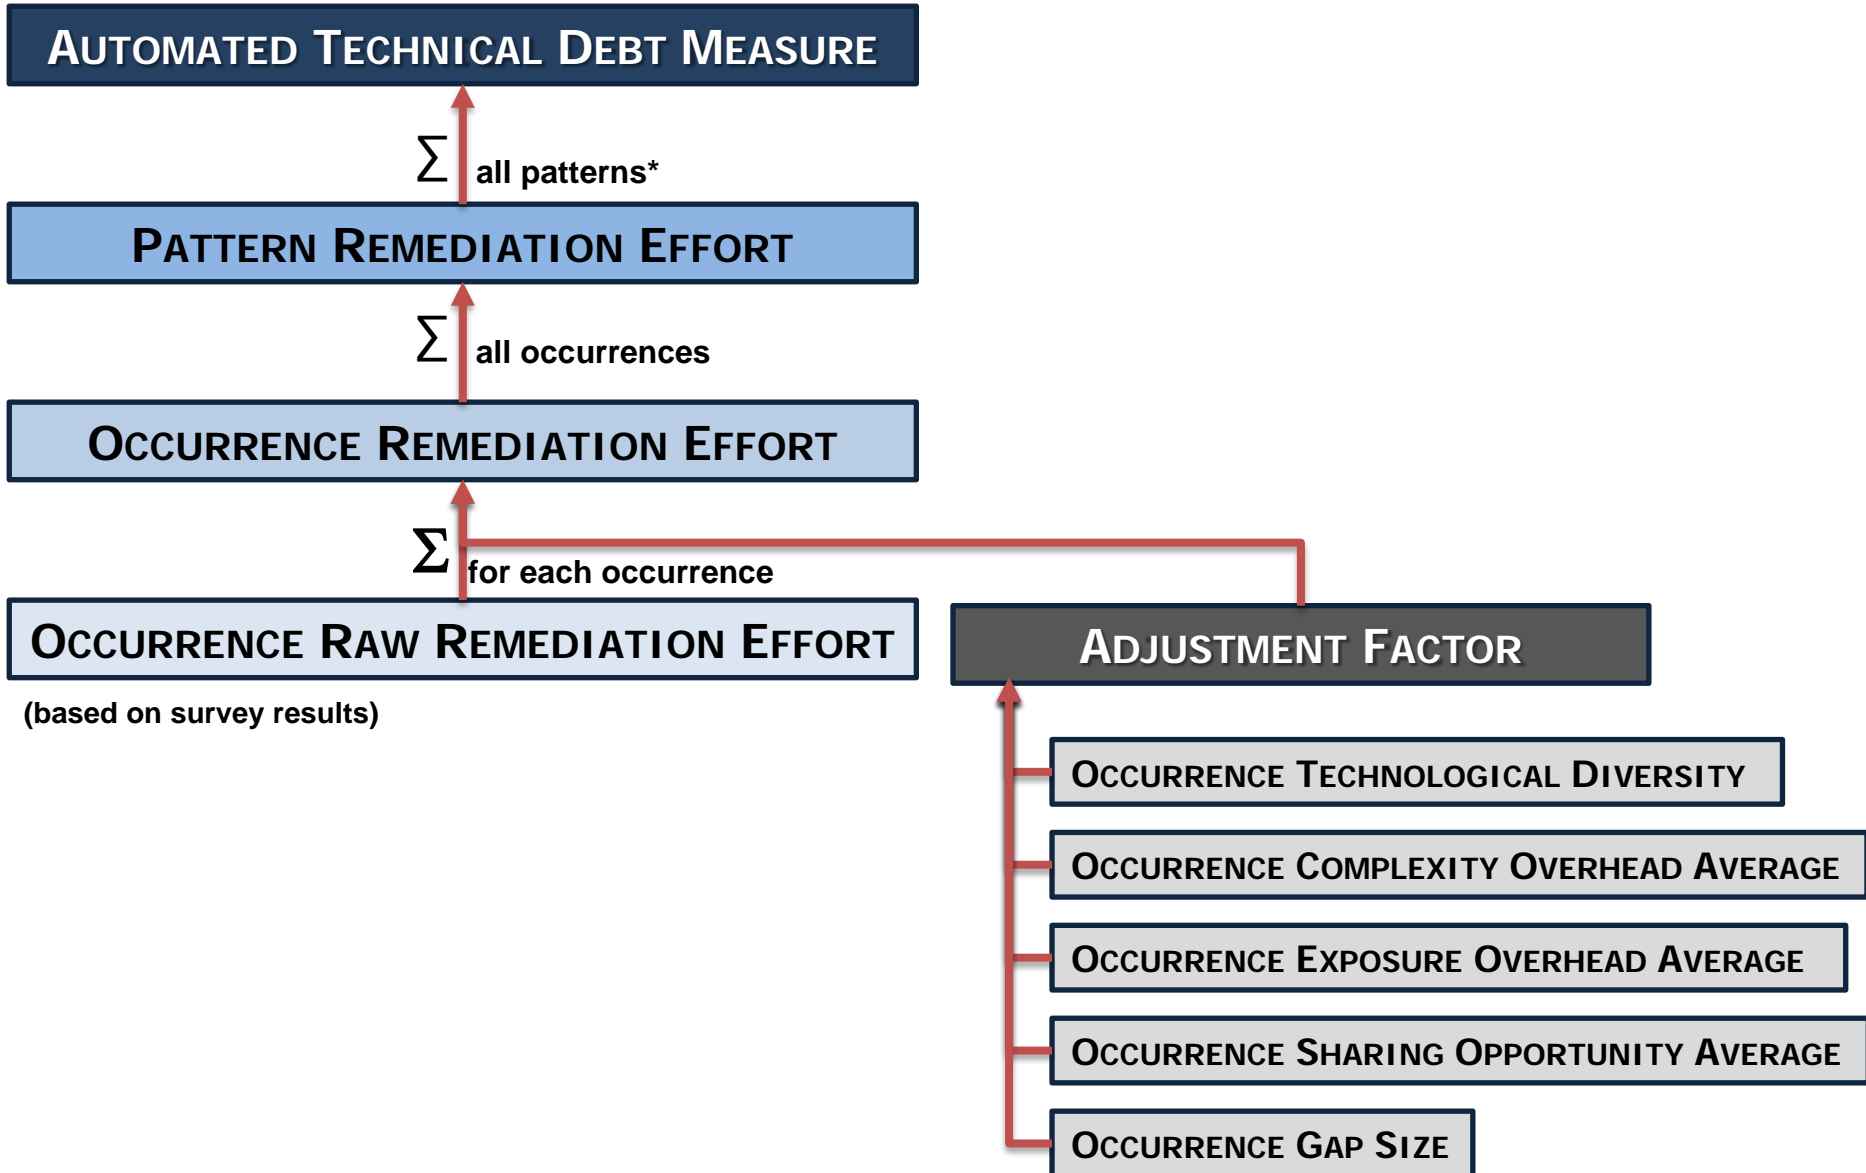 AUTOMATED TECHNICAL DEBT MEASURE
∑ all patterns*
PATTERN REMEDIATION EFFORT
∑ all occurrences
OCCURRENCE REMEDIATION EFFORT
Σ for each occurrence
OCCURRENCE RAW REMEDIATION EFFORT
ADJUSTMENT FACTOR
(based on survey results)
OCCURRENCE TECHNOLOGICAL DIVERSITY
OCCURRENCE COMPLEXITY OVERHEAD AVERAGE
OCCURRENCE EXPOSURE OVERHEAD AVERAGE
OCCURRENCE SHARING OPPORTUNITY AVERAGE
OCCURRENCE GAP SIZE